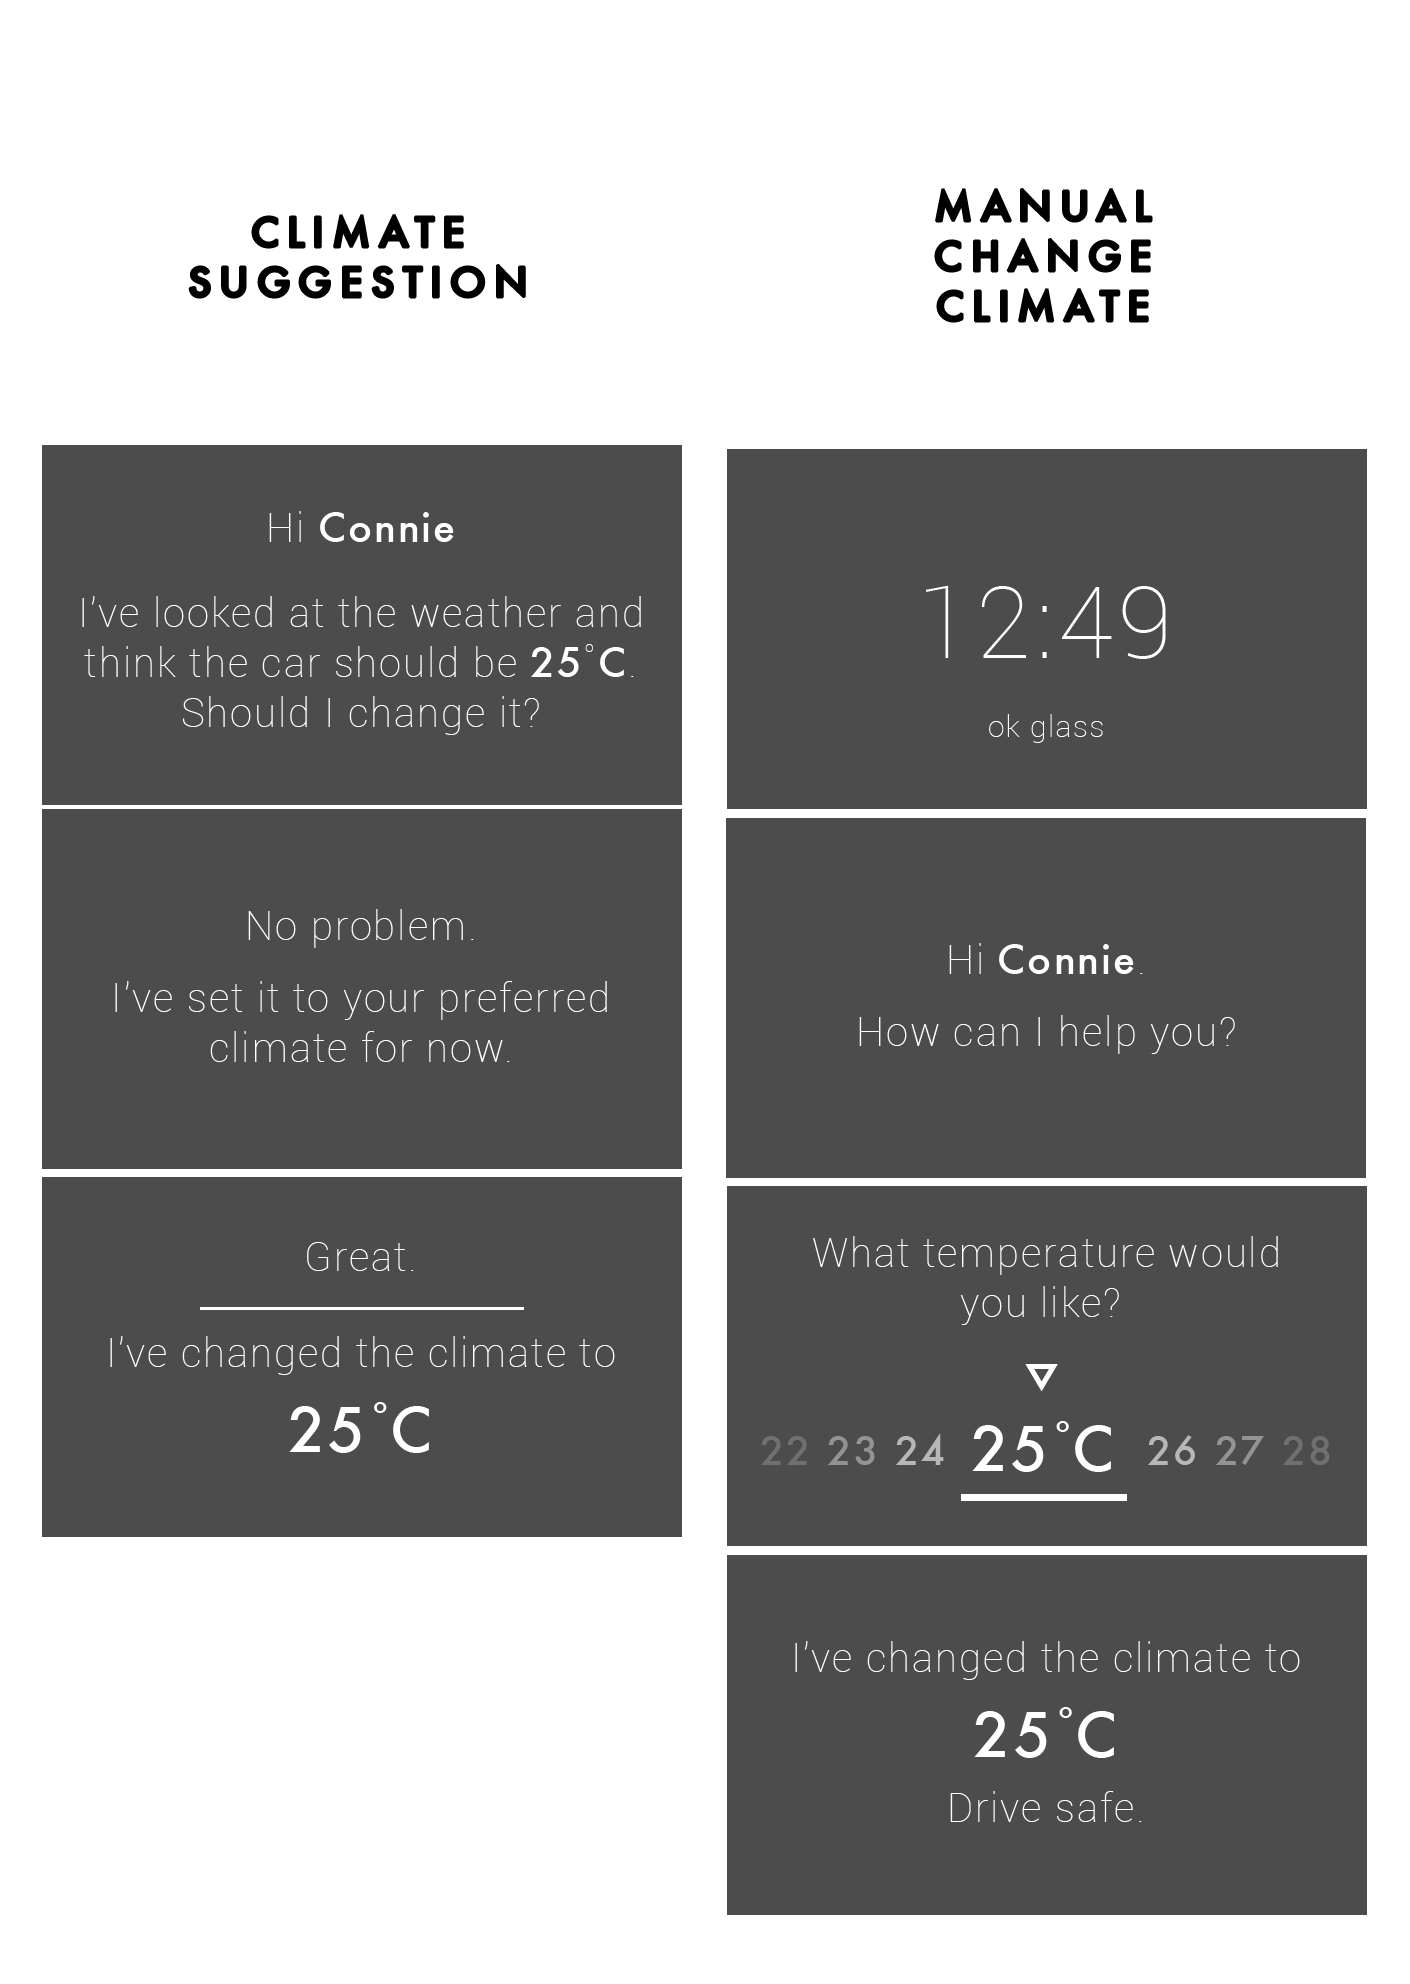 CLIMATE
SUGGESTION
Hi Connie
I've looked at the weather and
think the car should be 25°C.
Should I change it?
No problem.
I've set it to your preferred
climate for now.
Great.
I've changed the climate to
25°C
MANUAL
CHANGE
CLIMATE
12:49
ok glass
Hi Connie.
How can I help you?
What temperature would
you like?
22 23 24 25°C 26 27 28
I've changed the climate to
25°C
Drive safe.